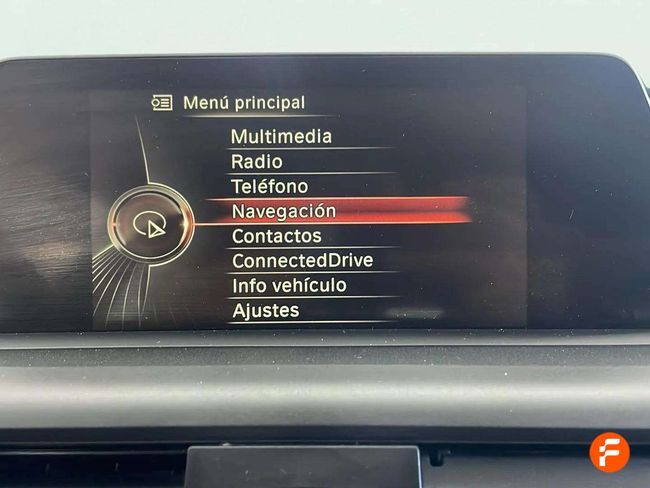 Menú principal
Multimedia
Radio
Teléfono
Navegación
Contactos
ConnectedDrive
Info vehículo
Ajustes